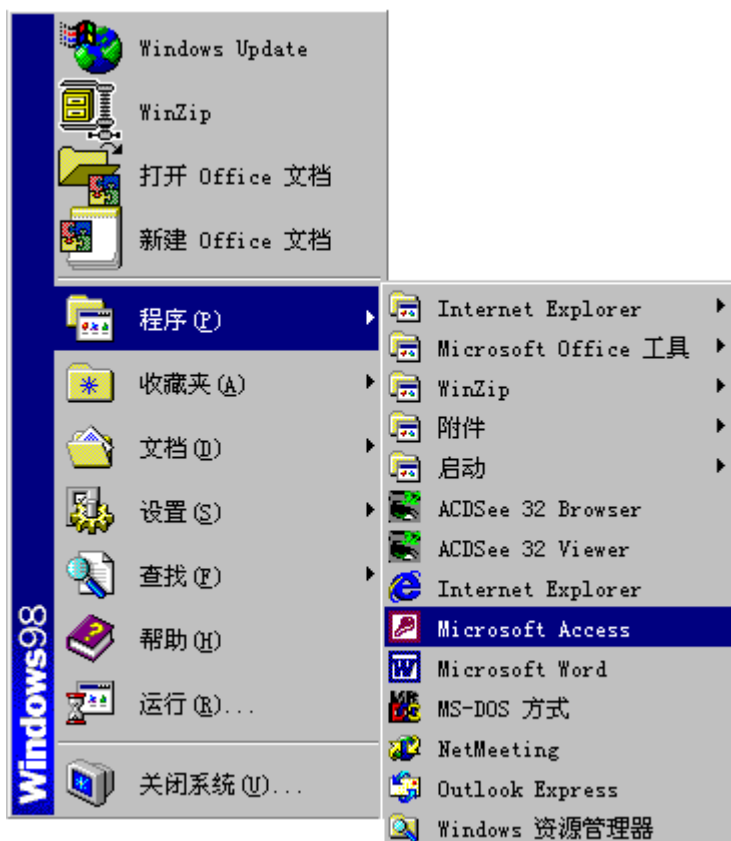 Windows Update
WinZip
打开 Office 文档
新建 Office 文档
程序(P)
收藏夹(A)
文档(D)
设置(S)
查找(F)
帮助(H)
运行(R)...
关闭系统(U)...
Windows98
Internet Explorer
Microsoft Office 工具
WinZip
附件
启动
ACDSee 32 Browser
ACDSee 32 Viewer
Internet Explorer
Microsoft Access
Microsoft Word
MS-DOS 方式
NetMeeting
Outlook Express
Windows 资源管理器